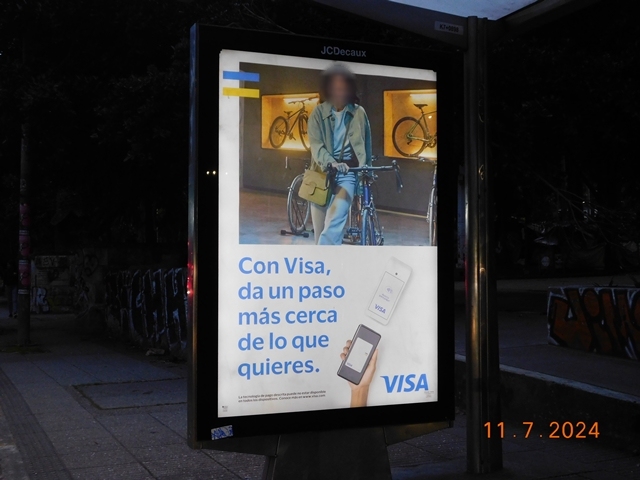 JCDecaux
Con Visa,
da un paso
más cerca
de lo que
quieres.
VISA
VISA
11.7.2024